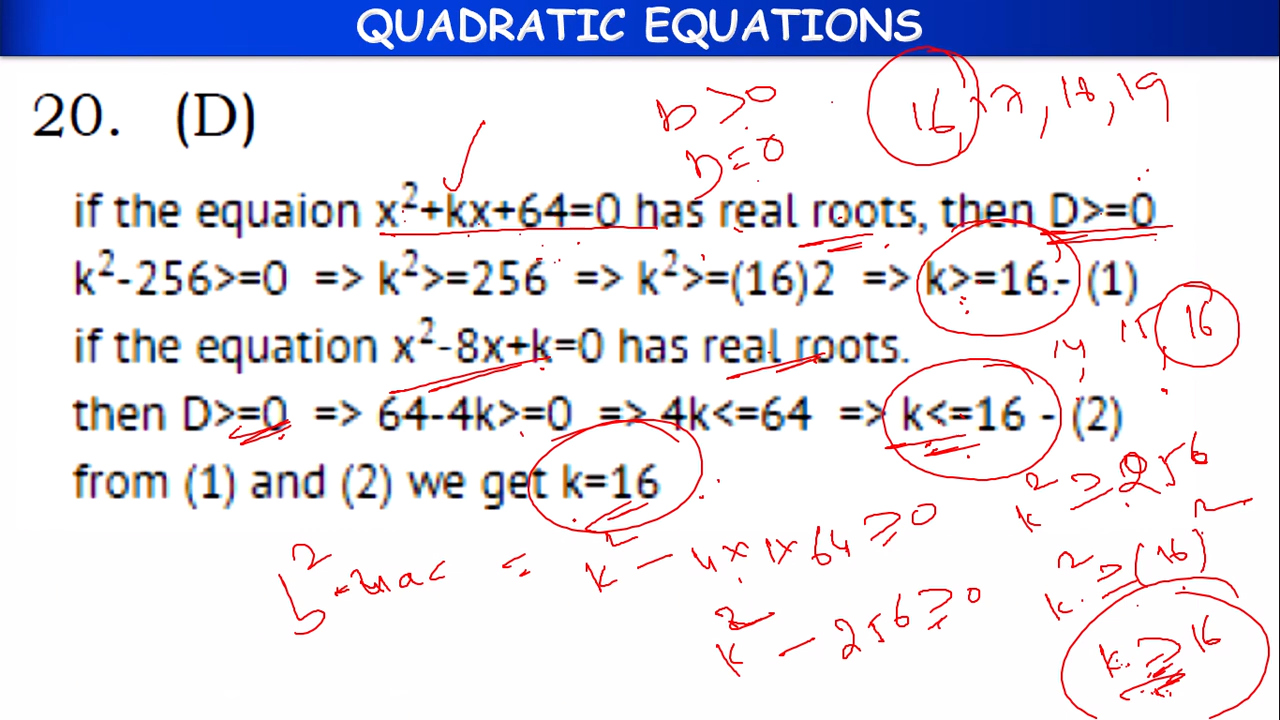 QUADRATIC EQUATIONS
20. (D)
D>0
D=0
16, 17, 18, 19
if the equaion x²+kx+64=0 has real roots, then D>=0
k²-256>=0 => k²>=256 => k²>=(16)2 => k>=16 - (1)
if the equation x²-8x+k=0 has real roots.
14, 15, 16
then D>=0 => 64-4k>=0 => 4k<=64 => k<=16 - (2)
from (1) and (2) we get k=16
k² ≥ 256
b² - 4ac = k² - 4×1×64 ≥ 0
k² ≥ (16)²
k² - 256 ≥ 0
k ≥ 16